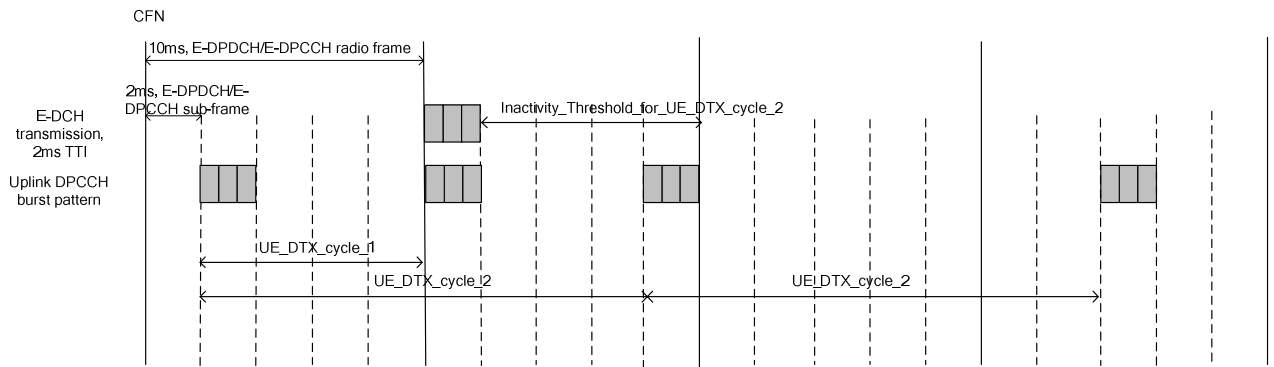 CFN
10ms, E-DPDCH/E-DPCCH radio frame
2ms, E-DPDCH/E-
DPCCH sub-frame
E-DCH
transmission,
2ms TTI
Inactivity_Threshold_for_UE_DTX_cycle_2
Uplink DPCCH
burst pattern
UE_DTX_cycle_1
UE_DTX_cycle_2
UE_DTX_cycle_2